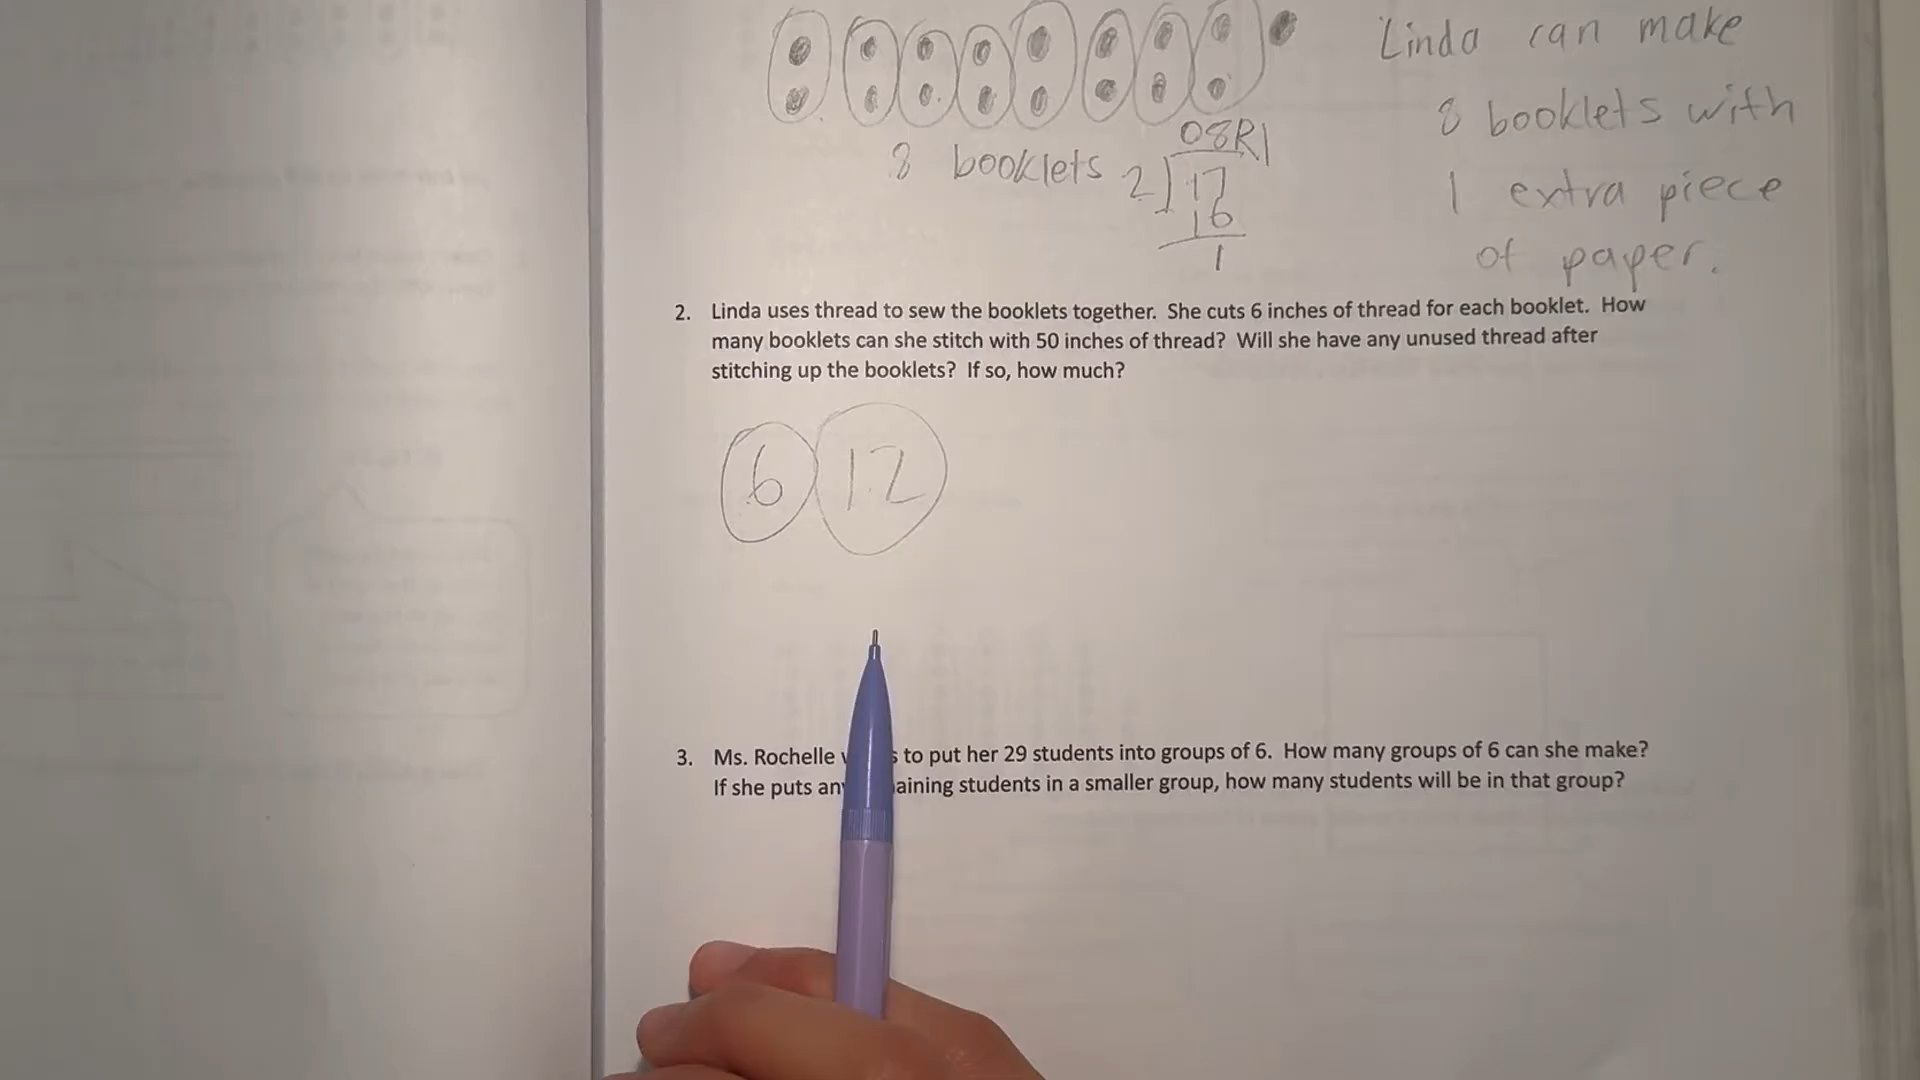 Linda can make
8 booklets with
1 extra piece
of paper.
8 booklets
08R1
2)17
16
1
2. Linda uses thread to sew the booklets together. She cuts 6 inches of thread for each booklet. How
many booklets can she stitch with 50 inches of thread? Will she have any unused thread after
stitching up the booklets? If so, how much?
6 12
3. Ms. Rochelle to put her 29 students into groups of 6. How many groups of 6 can she make?
If she puts students in a smaller group, how many students will be in that group?